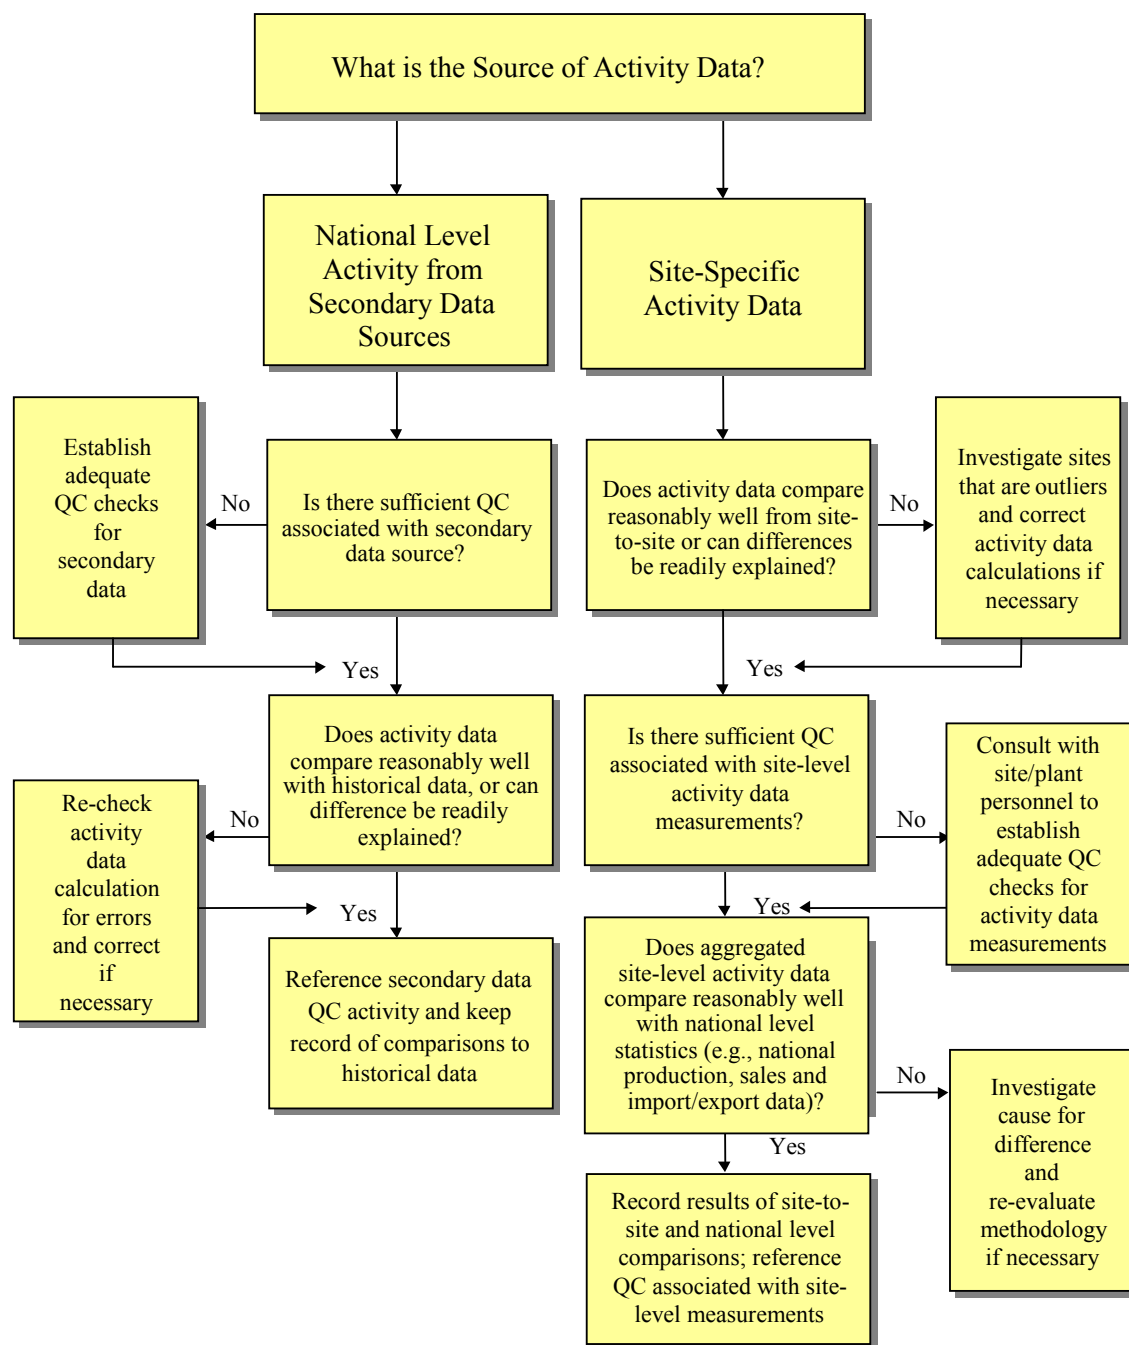 What is the Source of Activity Data?
National Level
Activity from
Secondary Data
Sources
Site-Specific
Activity Data
Establish
adequate
QC checks
for
secondary
data
No
Is there sufficient QC
associated with secondary
data source?
Does activity data compare
reasonably well from site-
to-site or can differences
be readily explained?
No
Investigate sites
that are outliers
and correct
activity data
calculations if
necessary
Yes
Yes
Does activity data
compare reasonably well
with historical data, or can
difference be readily
explained?
Is there sufficient QC
associated with site-level
activity data
measurements?
Consult with
site/plant
personnel to
establish
adequate QC
checks for
activity data
measurements
Re-check
activity
data
calculation
for errors
and correct
if
necessary
No
No
Yes
Yes
Reference secondary data
QC activity and keep
record of comparisons to
historical data
Does aggregated
site-level activity data
compare reasonably well
with national level
statistics (e.g., national
production, sales and
import/export data)?
No
Investigate
cause for
difference
and
re-evaluate
methodology
if necessary
Yes
Record results of site-to-
site and national level
comparisons; reference
QC associated with site-
level measurements